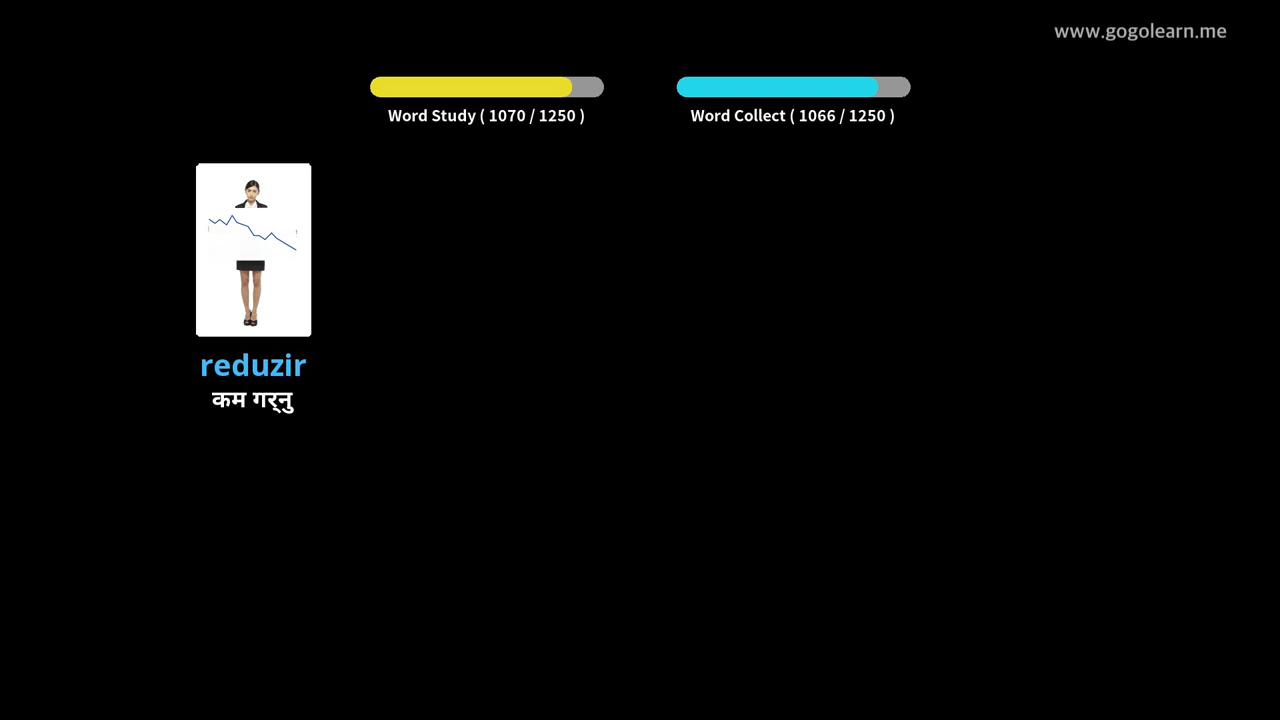 www.gogolearn.me
Word Study ( 1070 / 1250 )
Word Collect ( 1066 / 1250 )
reduzir
कम गर्नु